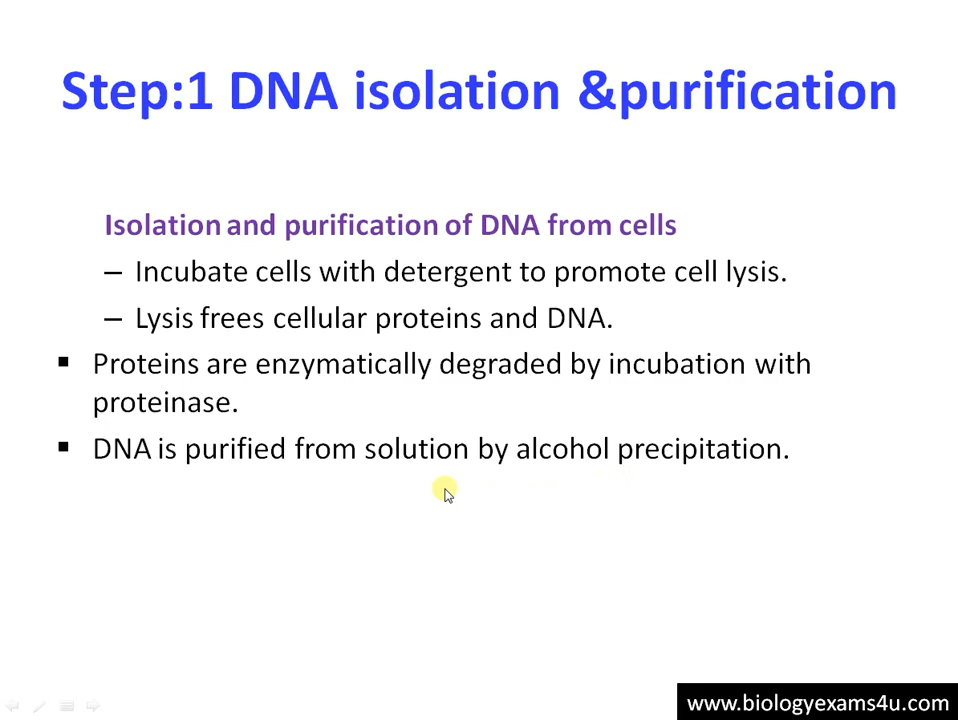 Step:1 DNA isolation &purification
Isolation and purification of DNA from cells
– Incubate cells with detergent to promote cell lysis.
– Lysis frees cellular proteins and DNA.
▪ Proteins are enzymatically degraded by incubation with
proteinase.
▪ DNA is purified from solution by alcohol precipitation.
www.biologyexams4u.com